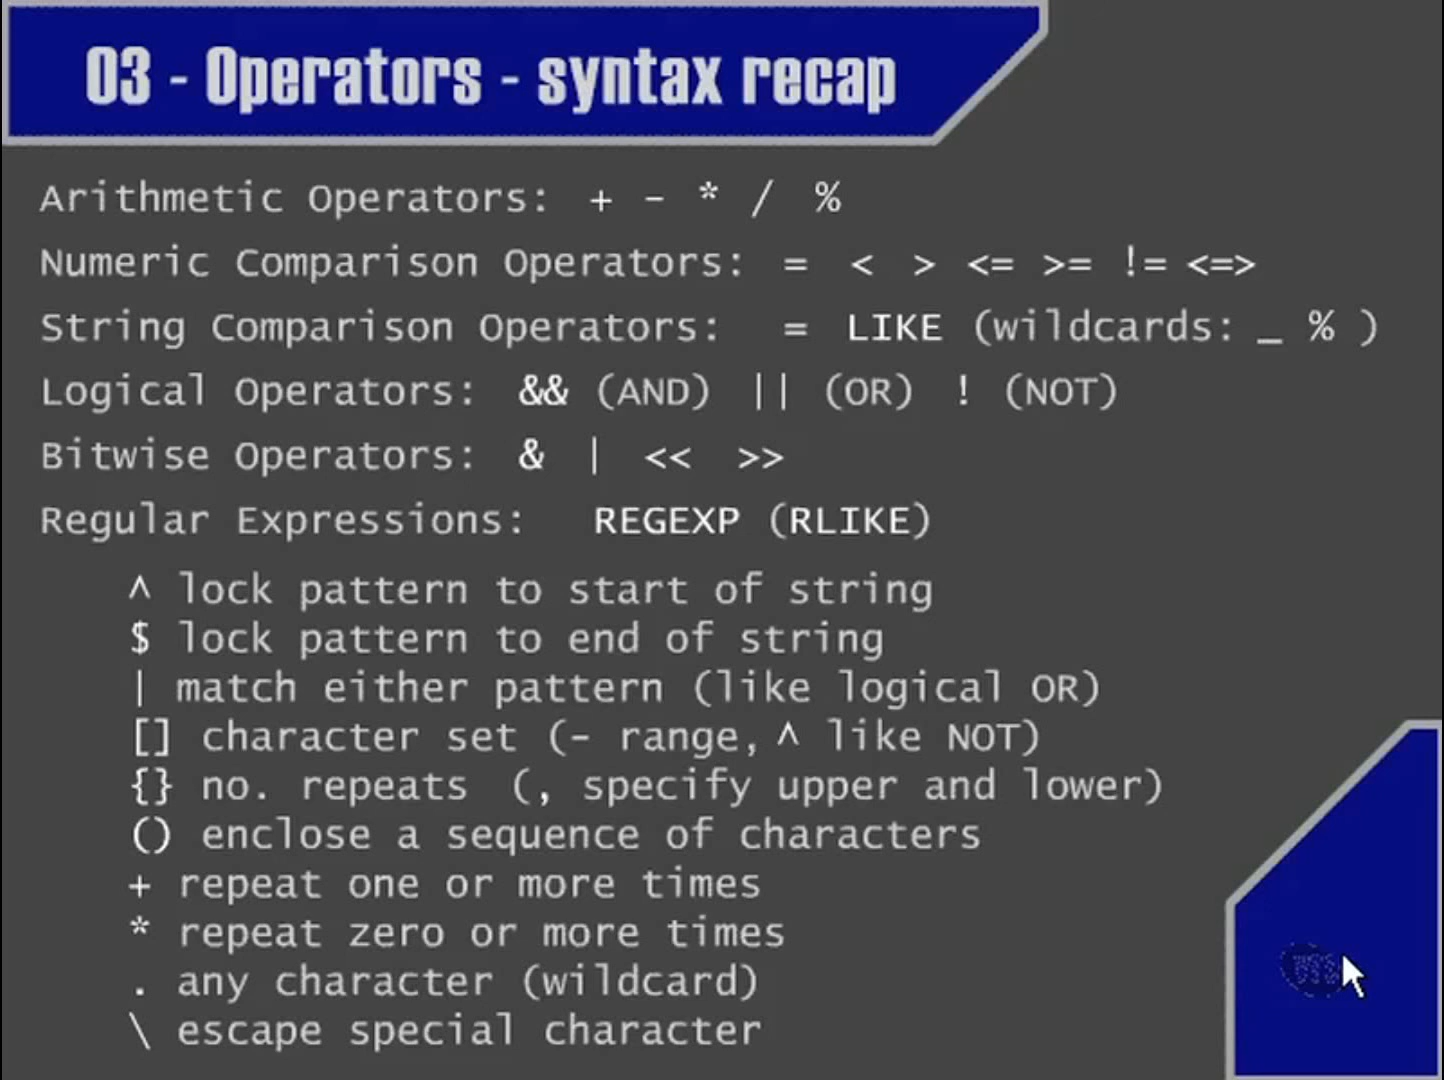 03 - Operators - syntax recap
Arithmetic Operators: + - * / %
Numeric Comparison Operators: = < > <= >= != <=>
String Comparison Operators: = LIKE (wildcards: _ % )
Logical Operators: && (AND) || (OR) ! (NOT)
Bitwise Operators: & | << >>
Regular Expressions: REGEXP (RLIKE)
^ lock pattern to start of string
$ lock pattern to end of string
| match either pattern (like logical OR)
[] character set (- range, ^ like NOT)
{} no. repeats (, specify upper and lower)
() enclose a sequence of characters
+ repeat one or more times
* repeat zero or more times
. any character (wildcard)
\ escape special character